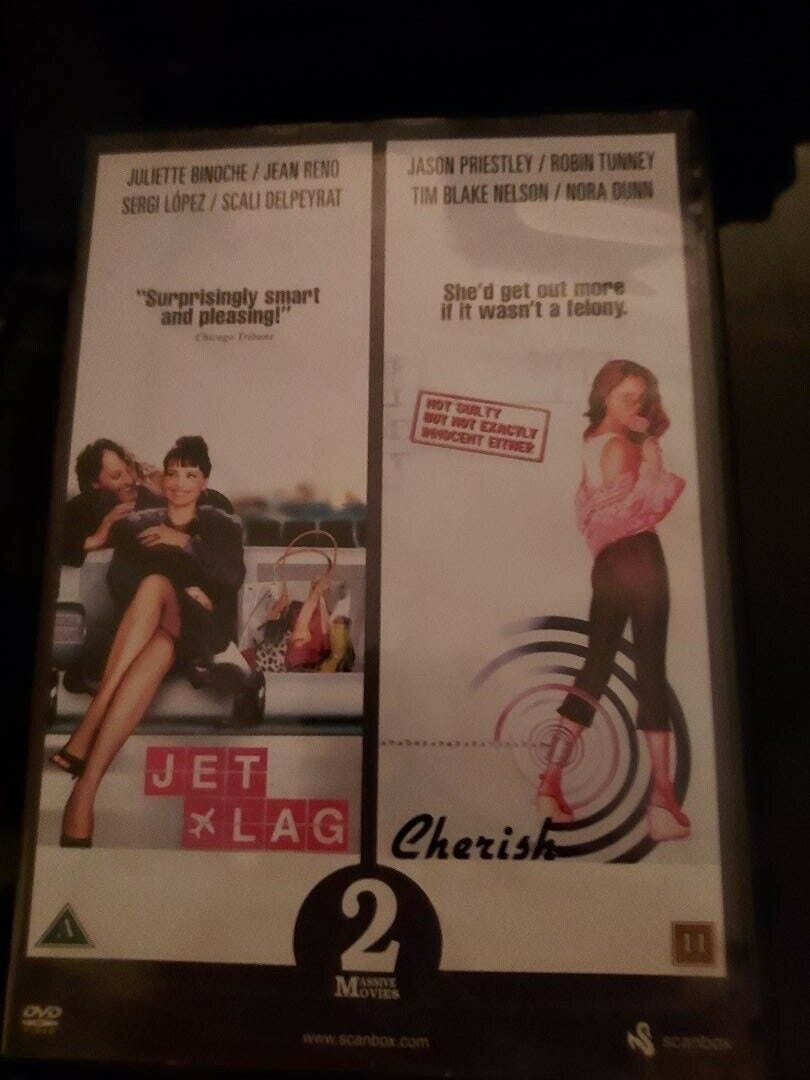 JULIETTE BINOCHE / JEAN RENO
SERGI LÓPEZ / SCALI DELPEYRAT
"Surprisingly smart
and pleasing!"
Chicago Tribune
JET
LAG
A
JASON PRIESTLEY / ROBIN TUNNEY
TIM BLAKE NELSON / NORA DUNN
She'd get out more
if it wasn't a felony.
NOT GUILTY
BUT NOT EXACTLY
INNOCENT EITHER
Cherish
11
2
MASSIVE
MOVIES
DVD
VIDEO
www.scanbox.com
scanbox